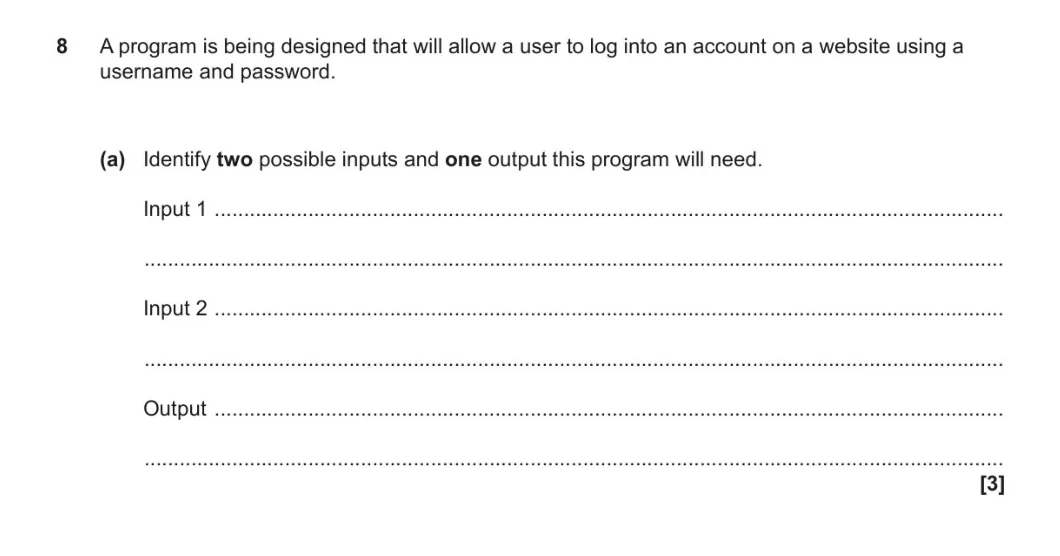 8 A program is being designed that will allow a user to log into an account on a website using a
username and password.
(a) Identify two possible inputs and one output this program will need.
Input 1 ..........................................................................................................................................
..........................................................................................................................................
Input 2 ..........................................................................................................................................
..........................................................................................................................................
Output ..........................................................................................................................................
..........................................................................................................................................
[3]